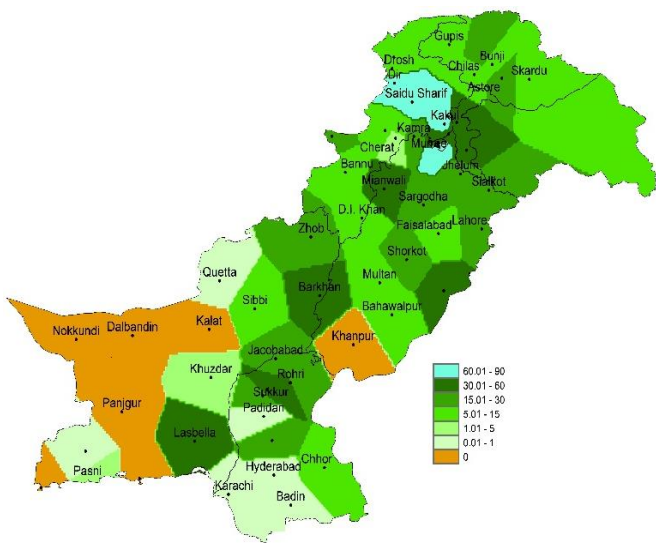 Gupis
Drosh
Bunji
Chilas
Dir
Skardu
Astore
Saidu Sharif
Kakul
Kamra
Cherat
Murree
Bannu
Jhelum
Mianwali
Sialkot
Sargodha
D.I. Khan
Faisalabad
Lahore
Zhob
Shorkot
Quetta
Multan
Barkhan
Sibbi
Bahawalpur
Dalbandin
Kalat
Nokkundi
Khanpur
Jacobabad
Khuzdar
Rohri
Sukkur
Panjgur
Padidan
Lasbella
Pasni
Hyderabad
Chhor
Karachi
Badin
60.01 - 90
30.01 - 60
15.01 - 30
5.01 - 15
1.01 - 5
0.01 - 1
0